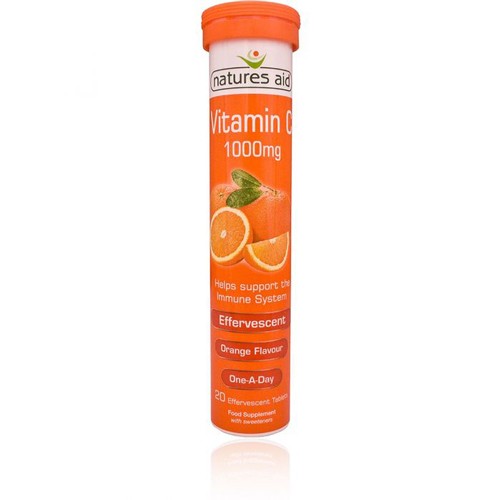 natures aid
Vitamin C
1000mg
Helps support the
Immune System
Effervescent
Orange Flavour
One-A-Day
20 Effervescent Tablets
Food Supplement
with sweeteners